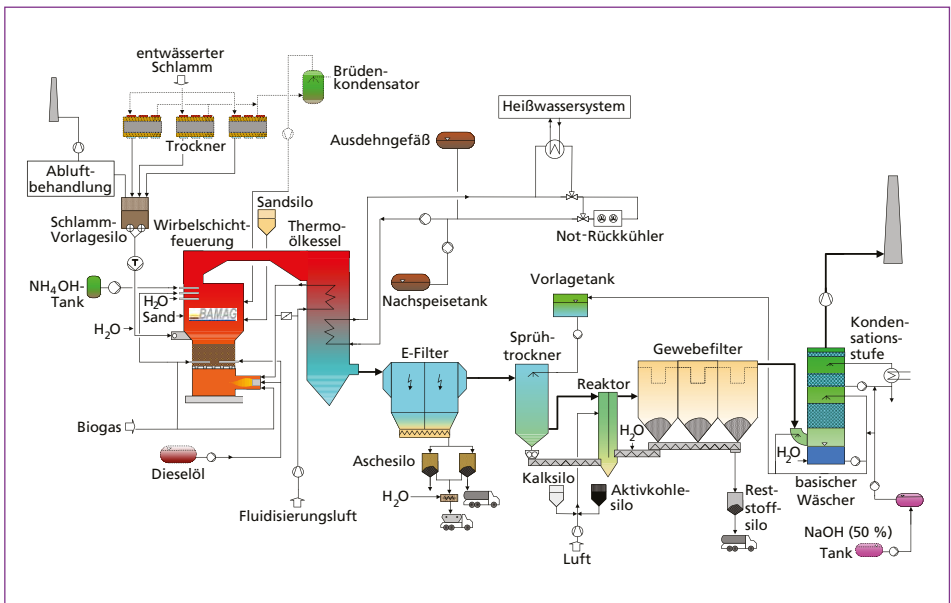 entwässerter
Schlamm
Brüden-
kondensator
Heißwassersystem
Ausdehngefäß
Trockner
Abluft-
behandlung
Sandsilo
Schlamm-
Vorlagesilo
Wirbelschicht-
feuerung
Thermo-
ölkessel
Not-Rückkühler
T
NH4OH-
Tank
Nachspeisetank
Vorlagetank
H2O
Sand
BAMAG
H2O
Konden-
sations-
stufe
E-Filter
Sprüh-
trockner
Gewebefilter
Reaktor
Biogas
H2O
H2O
Dieselöl
Aschesilo
Kalksilo
Aktivkohle-
silo
Rest-
stoff-
silo
basischer
Wäscher
H2O
Fluidisierungsluft
Luft
NaOH (50 %)
Tank